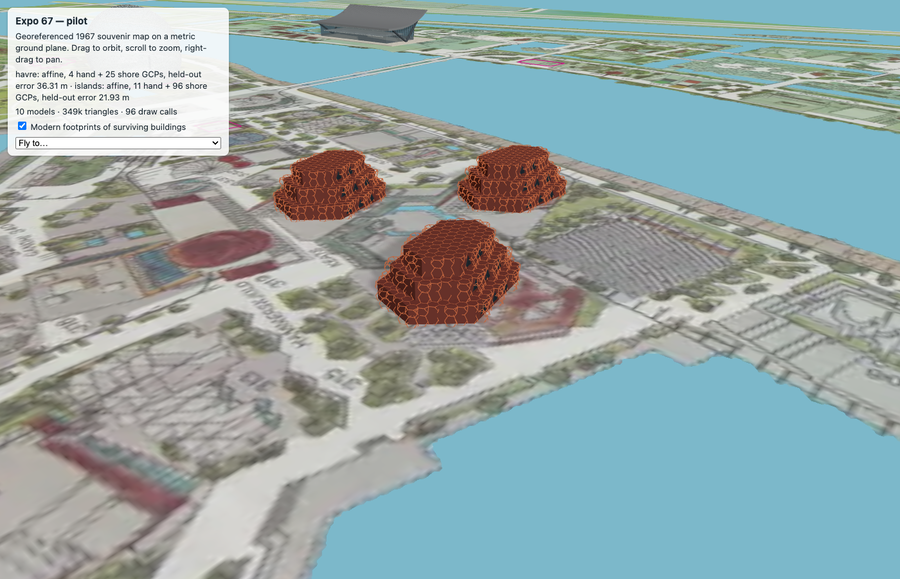 Expo 67 — pilot
Georeferenced 1967 souvenir map on a metric
ground plane. Drag to orbit, scroll to zoom, right-
drag to pan.
havre: affine, 4 hand + 25 shore GCPs, held-out
error 36.31 m · islands: affine, 11 hand + 96 shore
GCPs, held-out error 21.93 m
10 models · 349k triangles · 96 draw calls
Modern footprints of surviving buildings
Fly to...